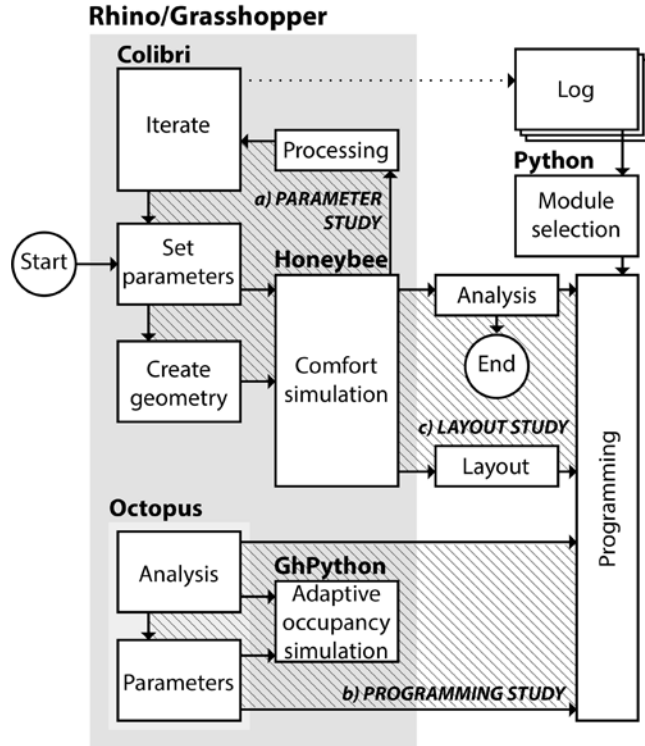 Rhino/Grasshopper
Colibri
Iterate
Log
Processing
Python
a) PARAMETER
STUDY
Module
selection
Start
Set
parameters
Honeybee
Analysis
Create
geometry
Comfort
simulation
End
c) LAYOUT STUDY
Layout
Programming
Octopus
Analysis
GhPython
Adaptive
occupancy
simulation
Parameters
b) PROGRAMMING STUDY